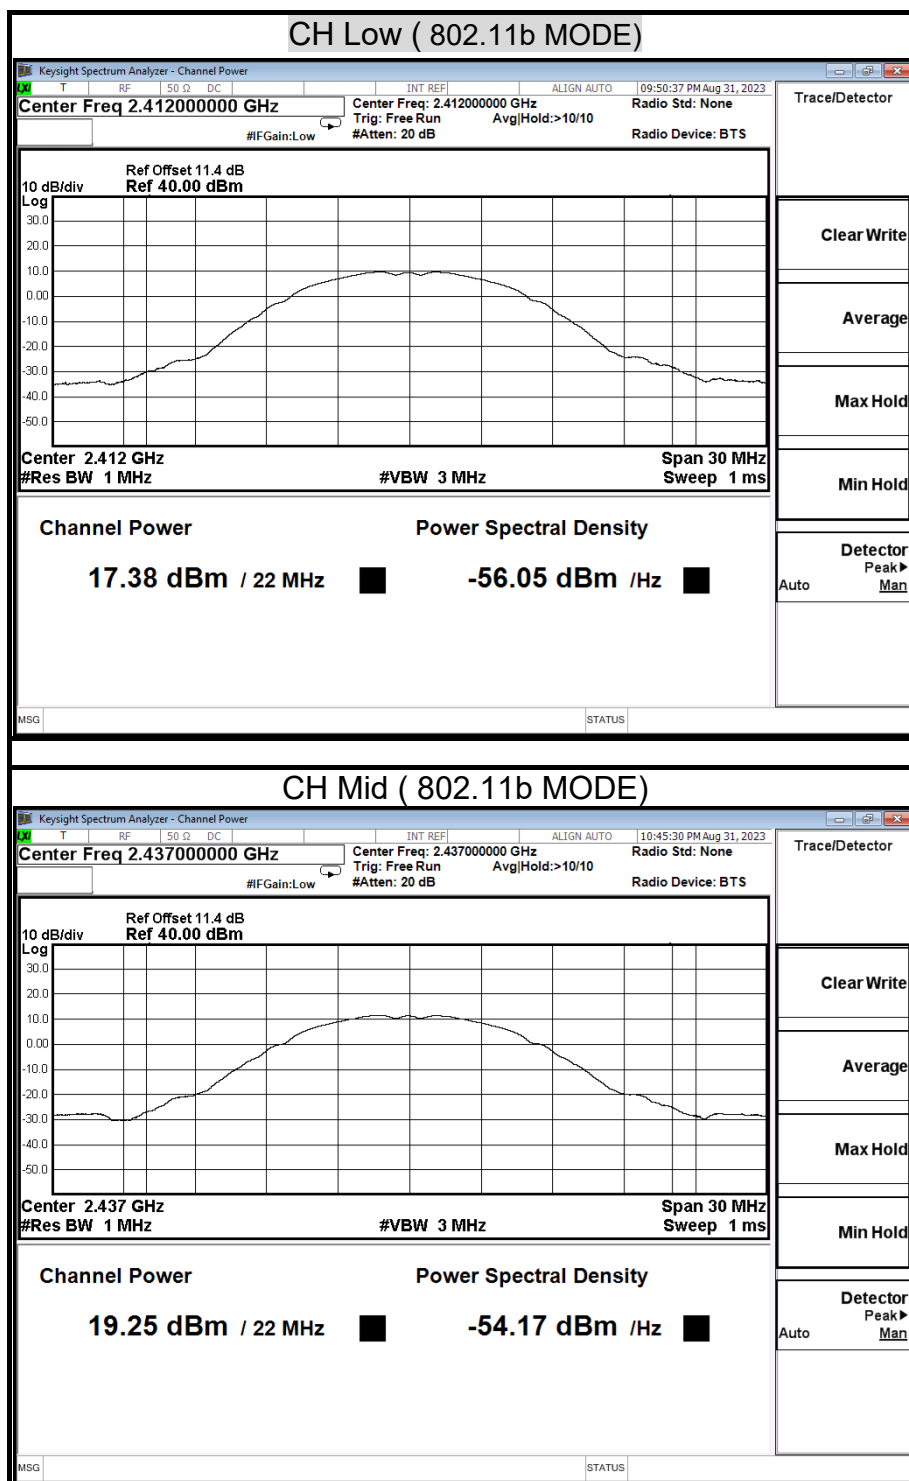 CH Low ( 802.11b MODE)
Keysight Spectrum Analyzer - Channel Power
LXI T RF 50 Ω DC INT REF ALIGN AUTO 09:50:37 PM Aug 31, 2023
Center Freq 2.412000000 GHz
Center Freq: 2.412000000 GHz
Radio Std: None
Trace/Detector
Trig: Free Run Avg|Hold:>10/10
#IFGain:Low
#Atten: 20 dB
Radio Device: BTS
Ref Offset 11.4 dB
10 dB/div Ref 40.00 dBm
Log
30.0
20.0
10.0
0.00
-10.0
-20.0
-30.0
-40.0
-50.0
Clear Write
Average
Max Hold
Min Hold
Center 2.412 GHz Span 30 MHz
#Res BW 1 MHz #VBW 3 MHz Sweep 1 ms
Detector
Peak▶
Auto Man
Channel Power Power Spectral Density
17.38 dBm / 22 MHz -56.05 dBm /Hz
MSG STATUS
CH Mid ( 802.11b MODE)
Keysight Spectrum Analyzer - Channel Power
LXI T RF 50 Ω DC INT REF ALIGN AUTO 10:45:30 PM Aug 31, 2023
Center Freq 2.437000000 GHz
Center Freq: 2.437000000 GHz
Radio Std: None
Trace/Detector
Trig: Free Run Avg|Hold:>10/10
#IFGain:Low
#Atten: 20 dB
Radio Device: BTS
Ref Offset 11.4 dB
10 dB/div Ref 40.00 dBm
Log
30.0
20.0
10.0
0.00
-10.0
-20.0
-30.0
-40.0
-50.0
Clear Write
Average
Max Hold
Min Hold
Center 2.437 GHz Span 30 MHz
#Res BW 1 MHz #VBW 3 MHz Sweep 1 ms
Detector
Peak▶
Auto Man
Channel Power Power Spectral Density
19.25 dBm / 22 MHz -54.17 dBm /Hz
MSG STATUS